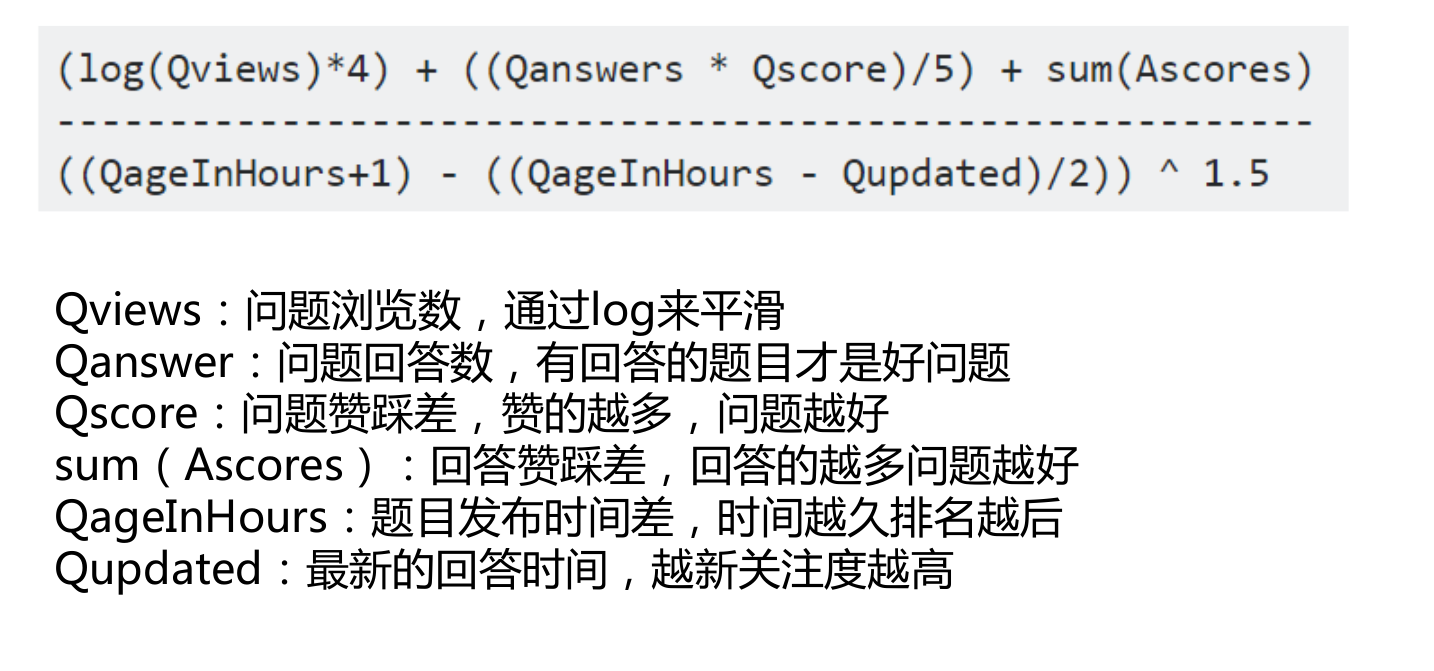 (log(Qviews)*4) + ((Qanswers * Qscore)/5) + sum(Ascores)
--------------------------------------------------------
((QageInHours+1) - ((QageInHours - Qupdated)/2)) ^ 1.5
Qviews：问题浏览数，通过log来平滑
Qanswer：问题回答数，有回答的题目才是好问题
Qscore：问题赞踩差，赞的越多，问题越好
sum（Ascores）：回答赞踩差，回答的越多问题越好
QageInHours：题目发布时间差，时间越久排名越后
Qupdated：最新的回答时间，越新关注度越高